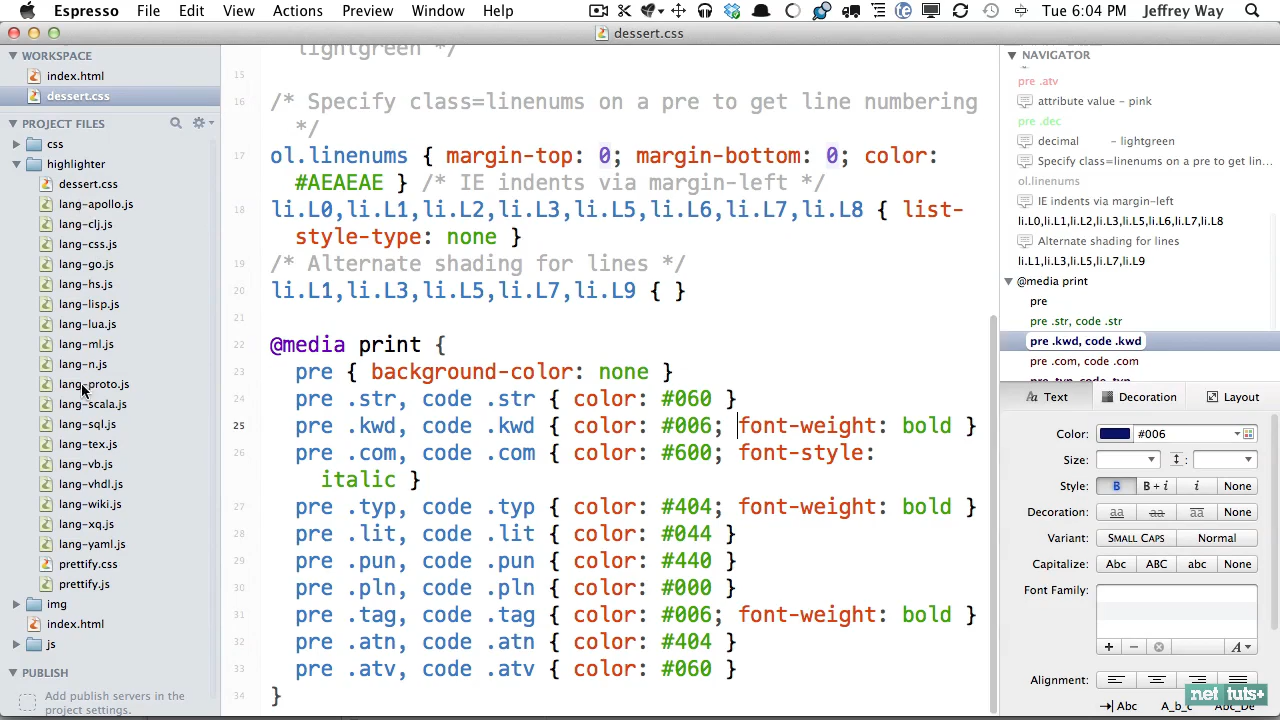 Espresso File Edit View Actions Preview Window Help Tue 6:04 PM Jeffrey Way
dessert.css
WORKSPACE
index.html
dessert.css
PROJECT FILES
css
highlighter
dessert.css
lang-apollo.js
lang-clj.js
lang-css.js
lang-go.js
lang-hs.js
lang-lisp.js
lang-lua.js
lang-ml.js
lang-n.js
lang-proto.js
lang-scala.js
lang-sql.js
lang-tex.js
lang-vb.js
lang-vhdl.js
lang-wiki.js
lang-xq.js
lang-yaml.js
prettify.css
prettify.js
img
index.html
js
PUBLISH
Add publish servers in the
project settings.
lightgreen */
15
16 /* Specify class=linenums on a pre to get line numbering
*/
17 ol.linenums { margin-top: 0; margin-bottom: 0; color:
#AEAEAE } /* IE indents via margin-left */
18 li.L0,li.L1,li.L2,li.L3,li.L5,li.L6,li.L7,li.L8 { list-
style-type: none }
19 /* Alternate shading for lines */
20 li.L1,li.L3,li.L5,li.L7,li.L9 { }
21
22 @media print {
23 pre { background-color: none }
24 pre .str, code .str { color: #060 }
25 pre .kwd, code .kwd { color: #006; font-weight: bold }
26 pre .com, code .com { color: #600; font-style:
italic }
27 pre .typ, code .typ { color: #404; font-weight: bold }
28 pre .lit, code .lit { color: #044 }
29 pre .pun, code .pun { color: #440 }
30 pre .pln, code .pln { color: #000 }
31 pre .tag, code .tag { color: #006; font-weight: bold }
32 pre .atn, code .atn { color: #404 }
33 pre .atv, code .atv { color: #060 }
34 }
NAVIGATOR
pre .atv
attribute value - pink
pre .dec
decimal - lightgreen
Specify class=linenums on a pre to get lin...
ol.linenums
IE indents via margin-left
li.L0,li.L1,li.L2,li.L3,li.L5,li.L6,li.L7,li.L8
Alternate shading for lines
li.L1,li.L3,li.L5,li.L7,li.L9
@media print
pre
pre .str, code .str
pre .kwd, code .kwd
pre .com, code .com
pre .typ, code .typ
Aa Text Decoration Layout
Color: #006
Size:
Style: B B + i i None
Decoration: aa aa aa None
Variant: SMALL CAPS Normal
Capitalize: Abc ABC abc None
Font Family:
+ − A
Alignment:
Abc A_b_c Abc_De
net tuts+